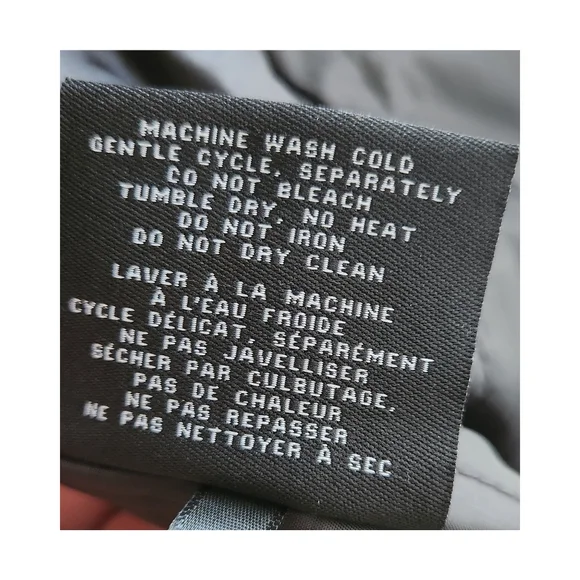 MACHINE WASH COLD
GENTLE CYCLE, SEPARATELY
DO NOT BLEACH
TUMBLE DRY, NO HEAT
DO NOT IRON
DO NOT DRY CLEAN
LAVER À LA MACHINE
À L'EAU FROIDE
CYCLE DÉLICAT, SÉPARÉMENT
NE PAS JAVELLISER
SÉCHER PAR CULBUTAGE,
PAS DE CHALEUR
NE PAS REPASSER
NE PAS NETTOYER À SEC